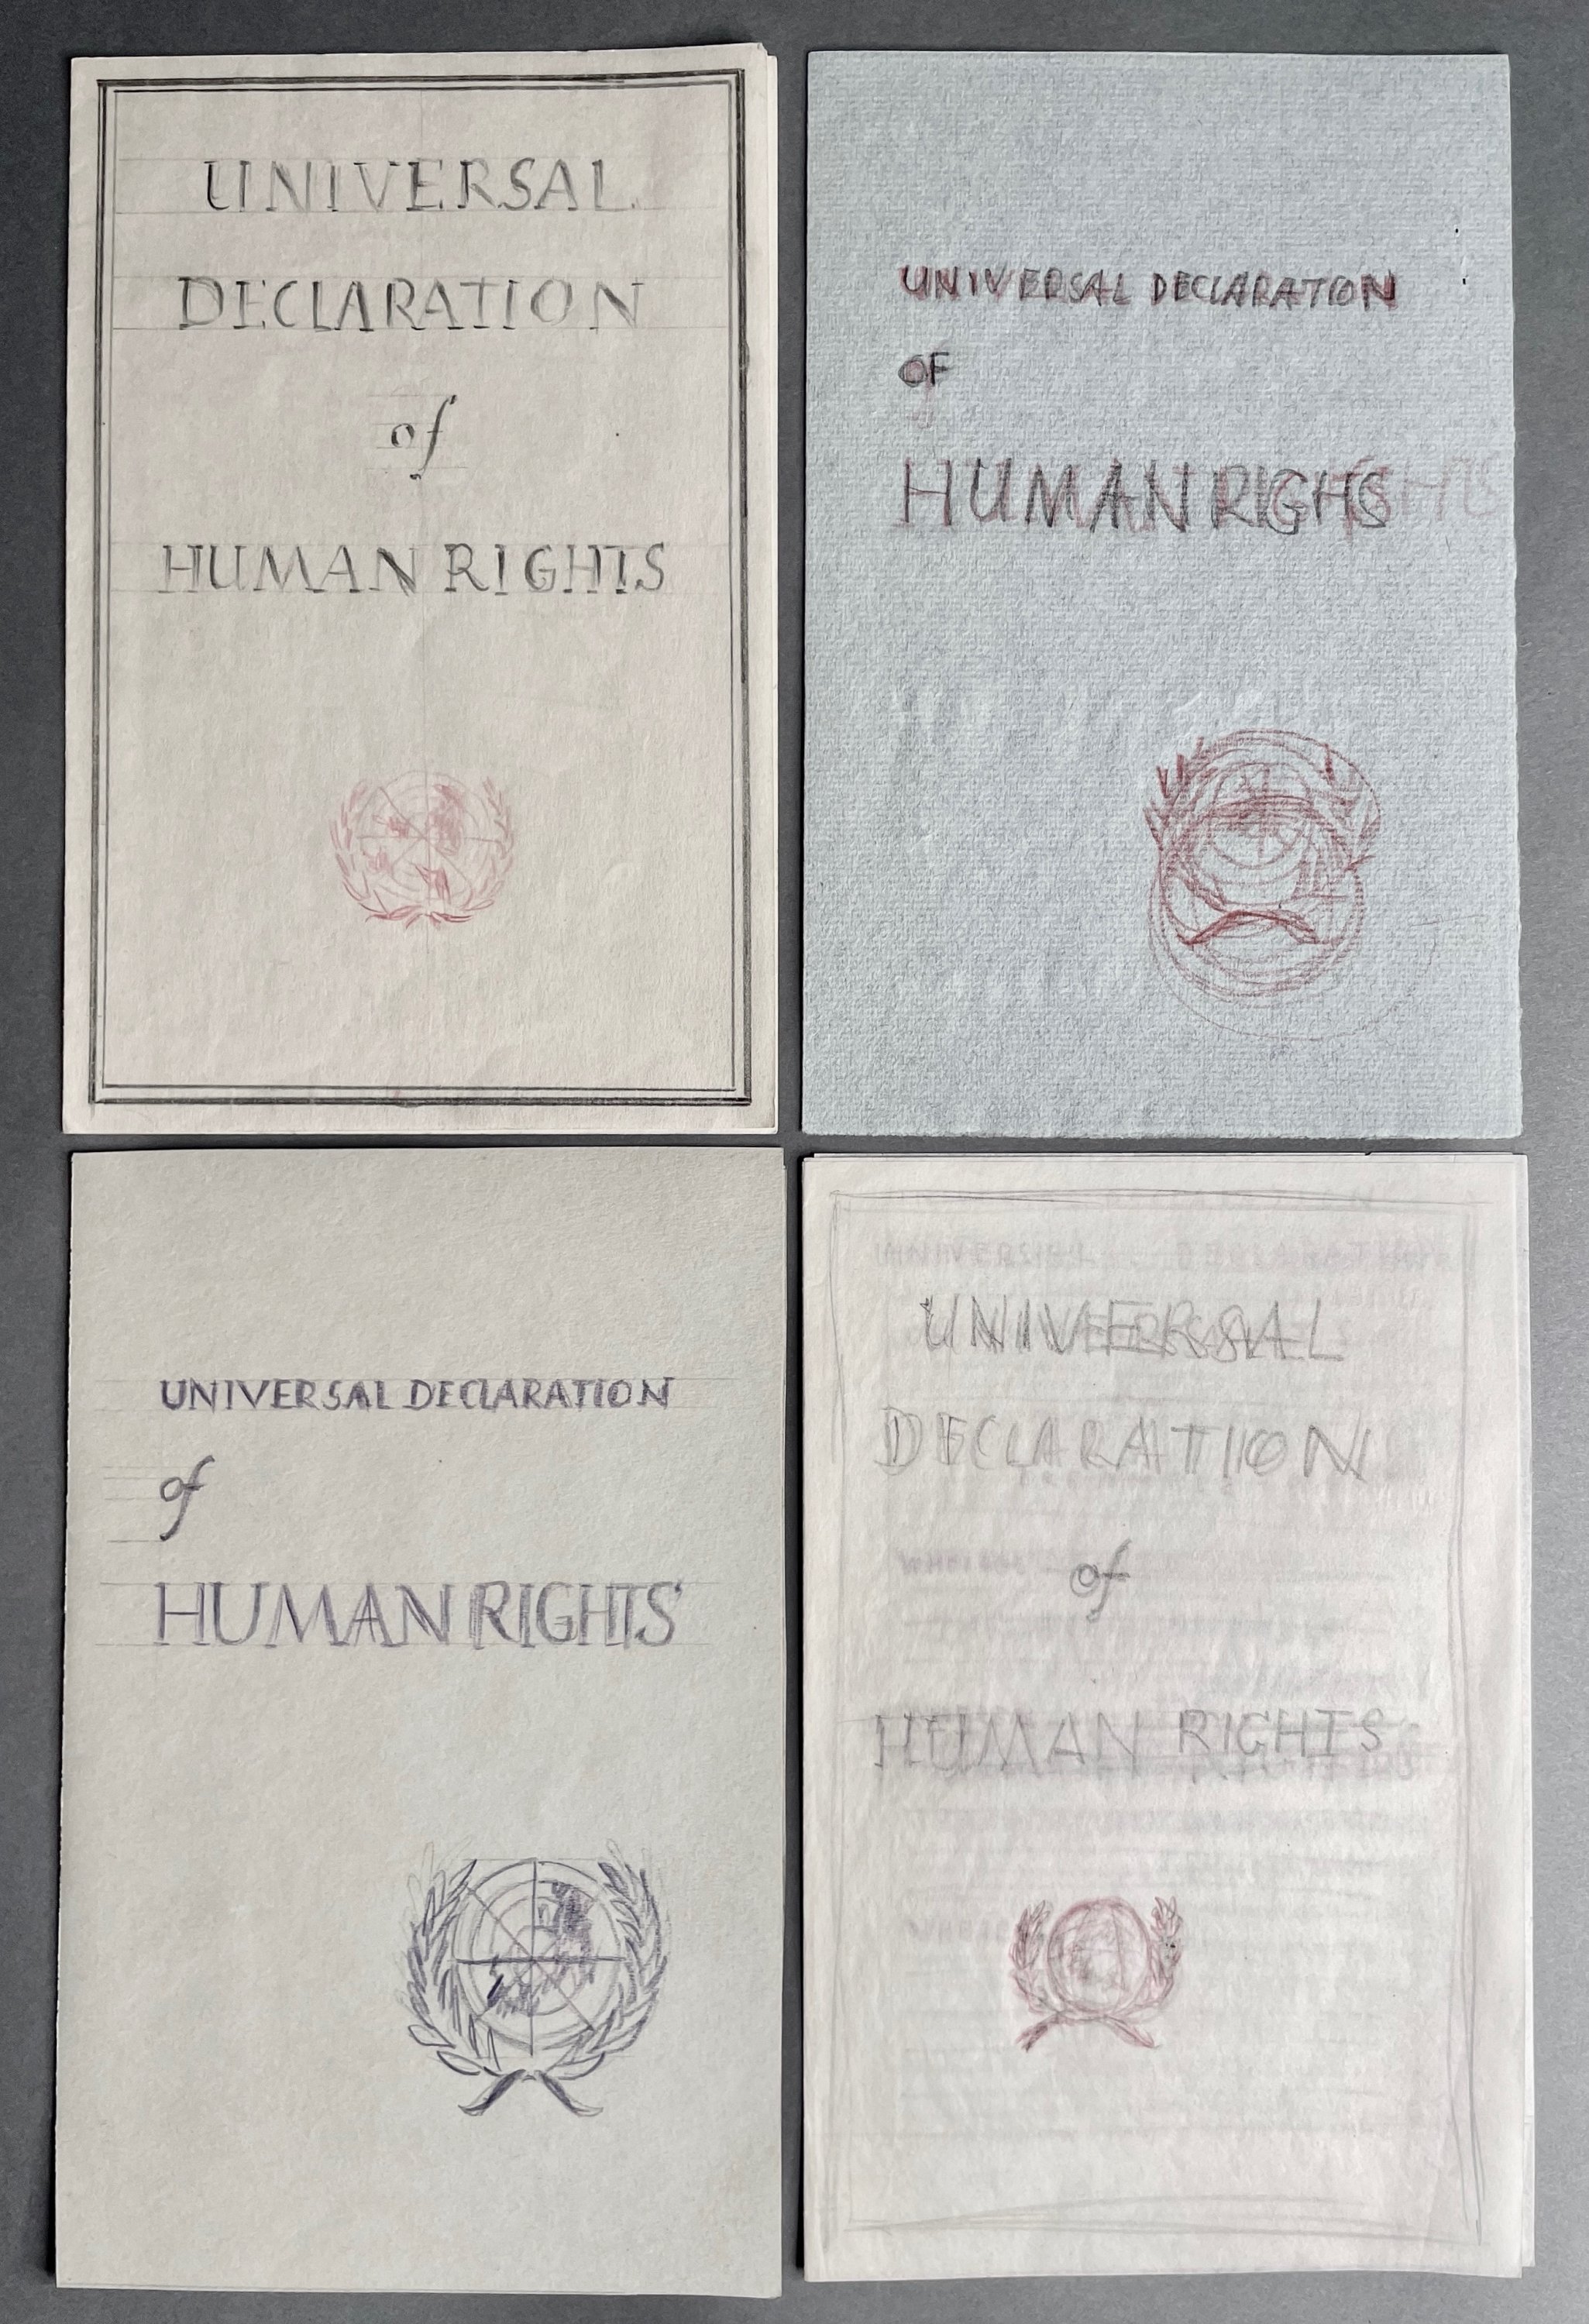 UNIVERSAL
DECLARATION
of
HUMAN RIGHTS
UNIVERSAL DECLARATION
OF
HUMAN RIGHS
UNIVERSAL DECLARATION
of
HUMAN RIGHTS
UNIVERSAL
DECLARATION
of
HUMAN RIGHTS